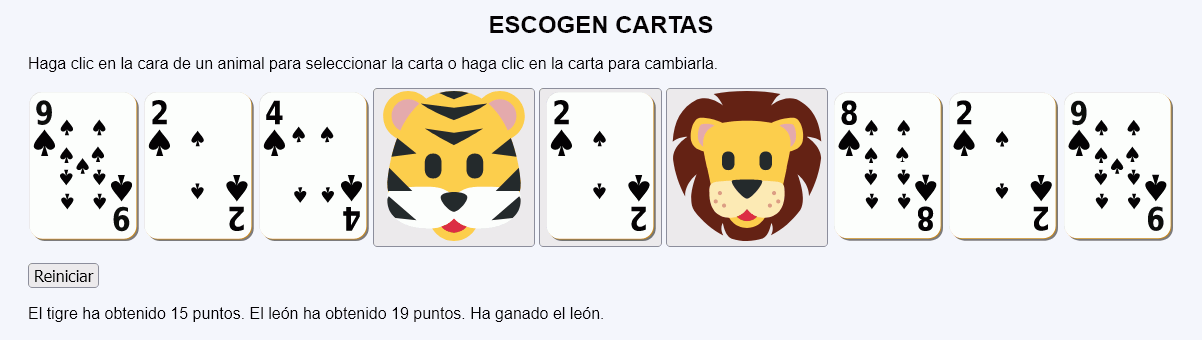 ESCOGEN CARTAS
Haga clic en la cara de un animal para seleccionar la carta o haga clic en la carta para cambiarla.
9 2 4 2 8 2 9
9 2 4 2 8 2 9
Reiniciar
El tigre ha obtenido 15 puntos. El león ha obtenido 19 puntos. Ha ganado el león.